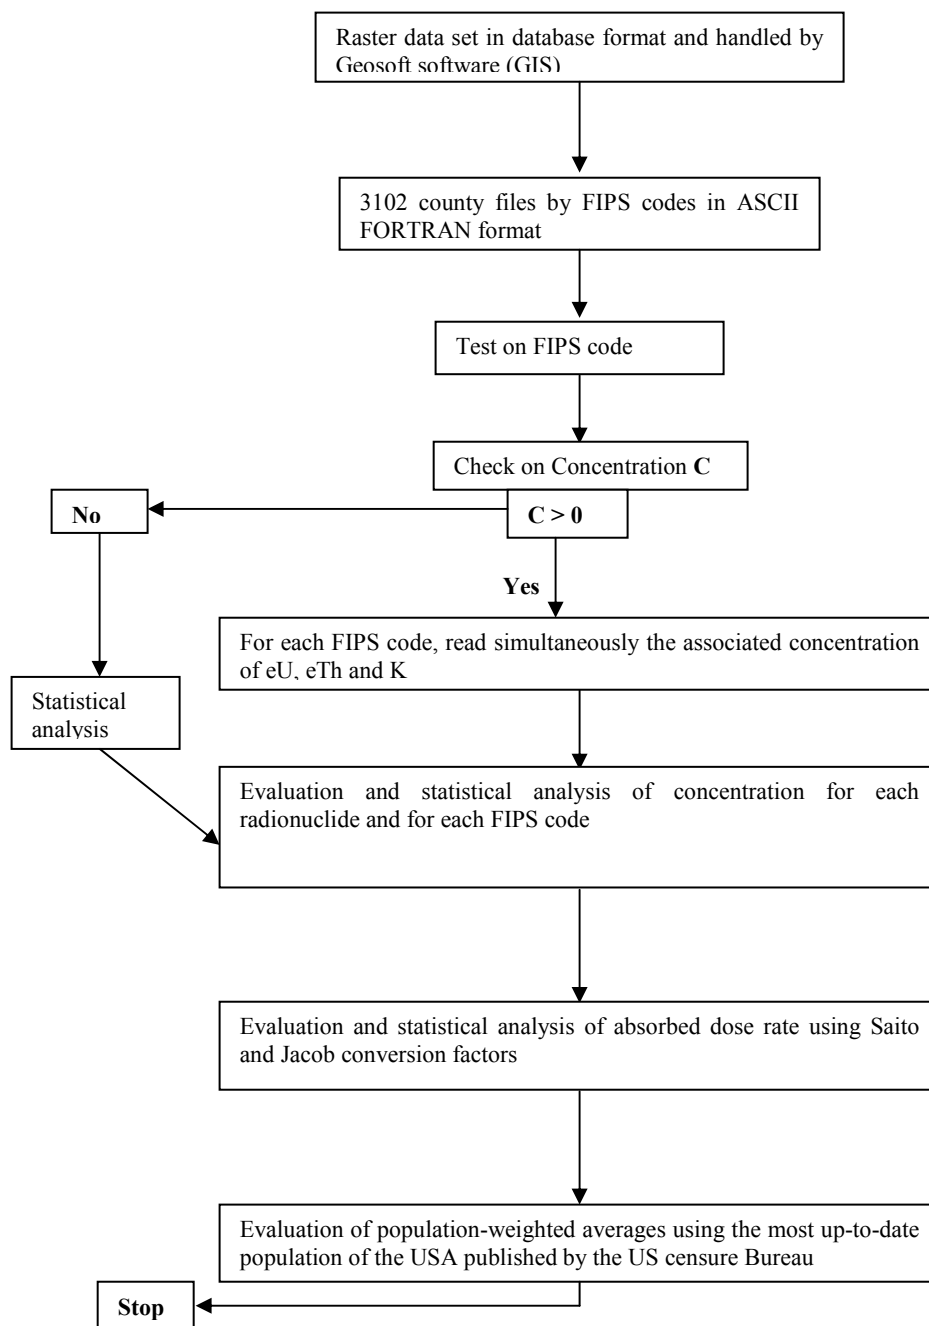 Raster data set in database format and handled by
Geosoft software (GIS)
3102 county files by FIPS codes in ASCII
FORTRAN format
Test on FIPS code
Check on Concentration C
No
C > 0
Yes
For each FIPS code, read simultaneously the associated concentration
of eU, eTh and K
Statistical
analysis
Evaluation and statistical analysis of concentration for each
radionuclide and for each FIPS code
Evaluation and statistical analysis of absorbed dose rate using Saito
and Jacob conversion factors
Evaluation of population-weighted averages using the most up-to-date
population of the USA published by the US censure Bureau
Stop